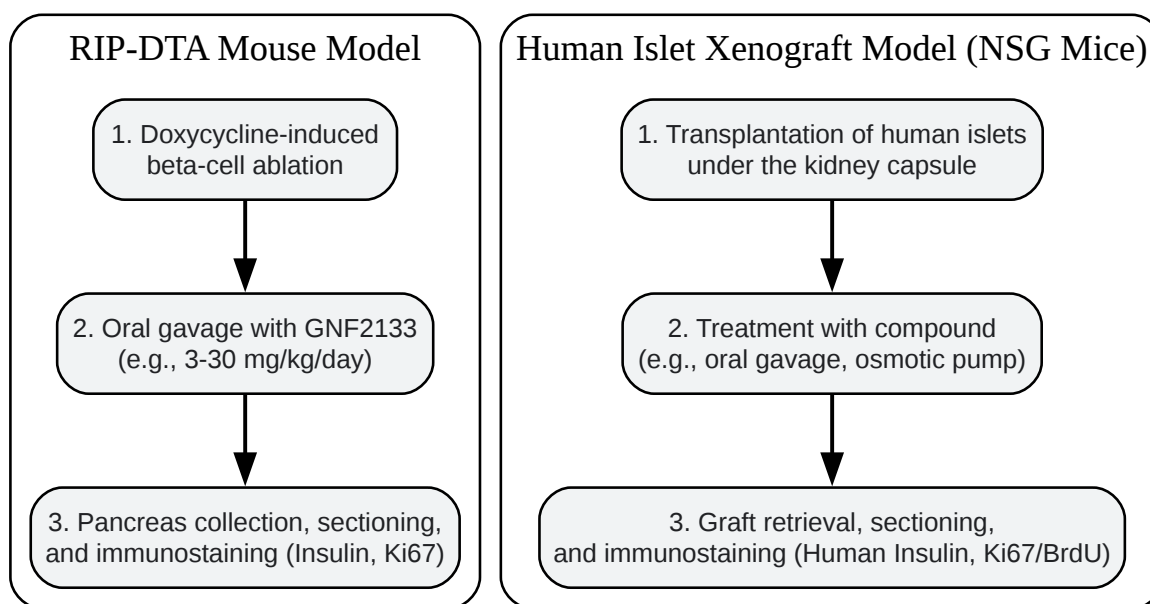 RIP-DTA Mouse Model
1. Doxycycline-induced
beta-cell ablation
2. Oral gavage with GNF2133
(e.g., 3-30 mg/kg/day)
3. Pancreas collection, sectioning,
and immunostaining (Insulin, Ki67)
Human Islet Xenograft Model (NSG Mice)
1. Transplantation of human islets
under the kidney capsule
2. Treatment with compound
(e.g., oral gavage, osmotic pump)
3. Graft retrieval, sectioning,
and immunostaining (Human Insulin, Ki67/BrdU)